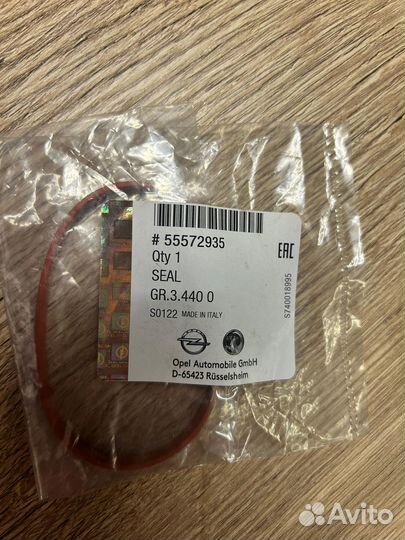 # 55572935
Qty 1
SEAL
GR.3.440 0
S0122 MADE IN ITALY
Opel Automobile GmbH
D-65423 Rüsselsheim
EAC
S740018995
Avito